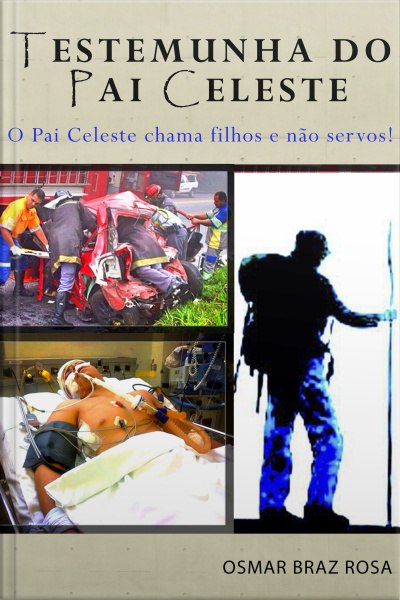 TESTEMUNHA DO
PAI CELESTE
O Pai Celeste chama filhos e não servos!
OSMAR BRAZ ROSA